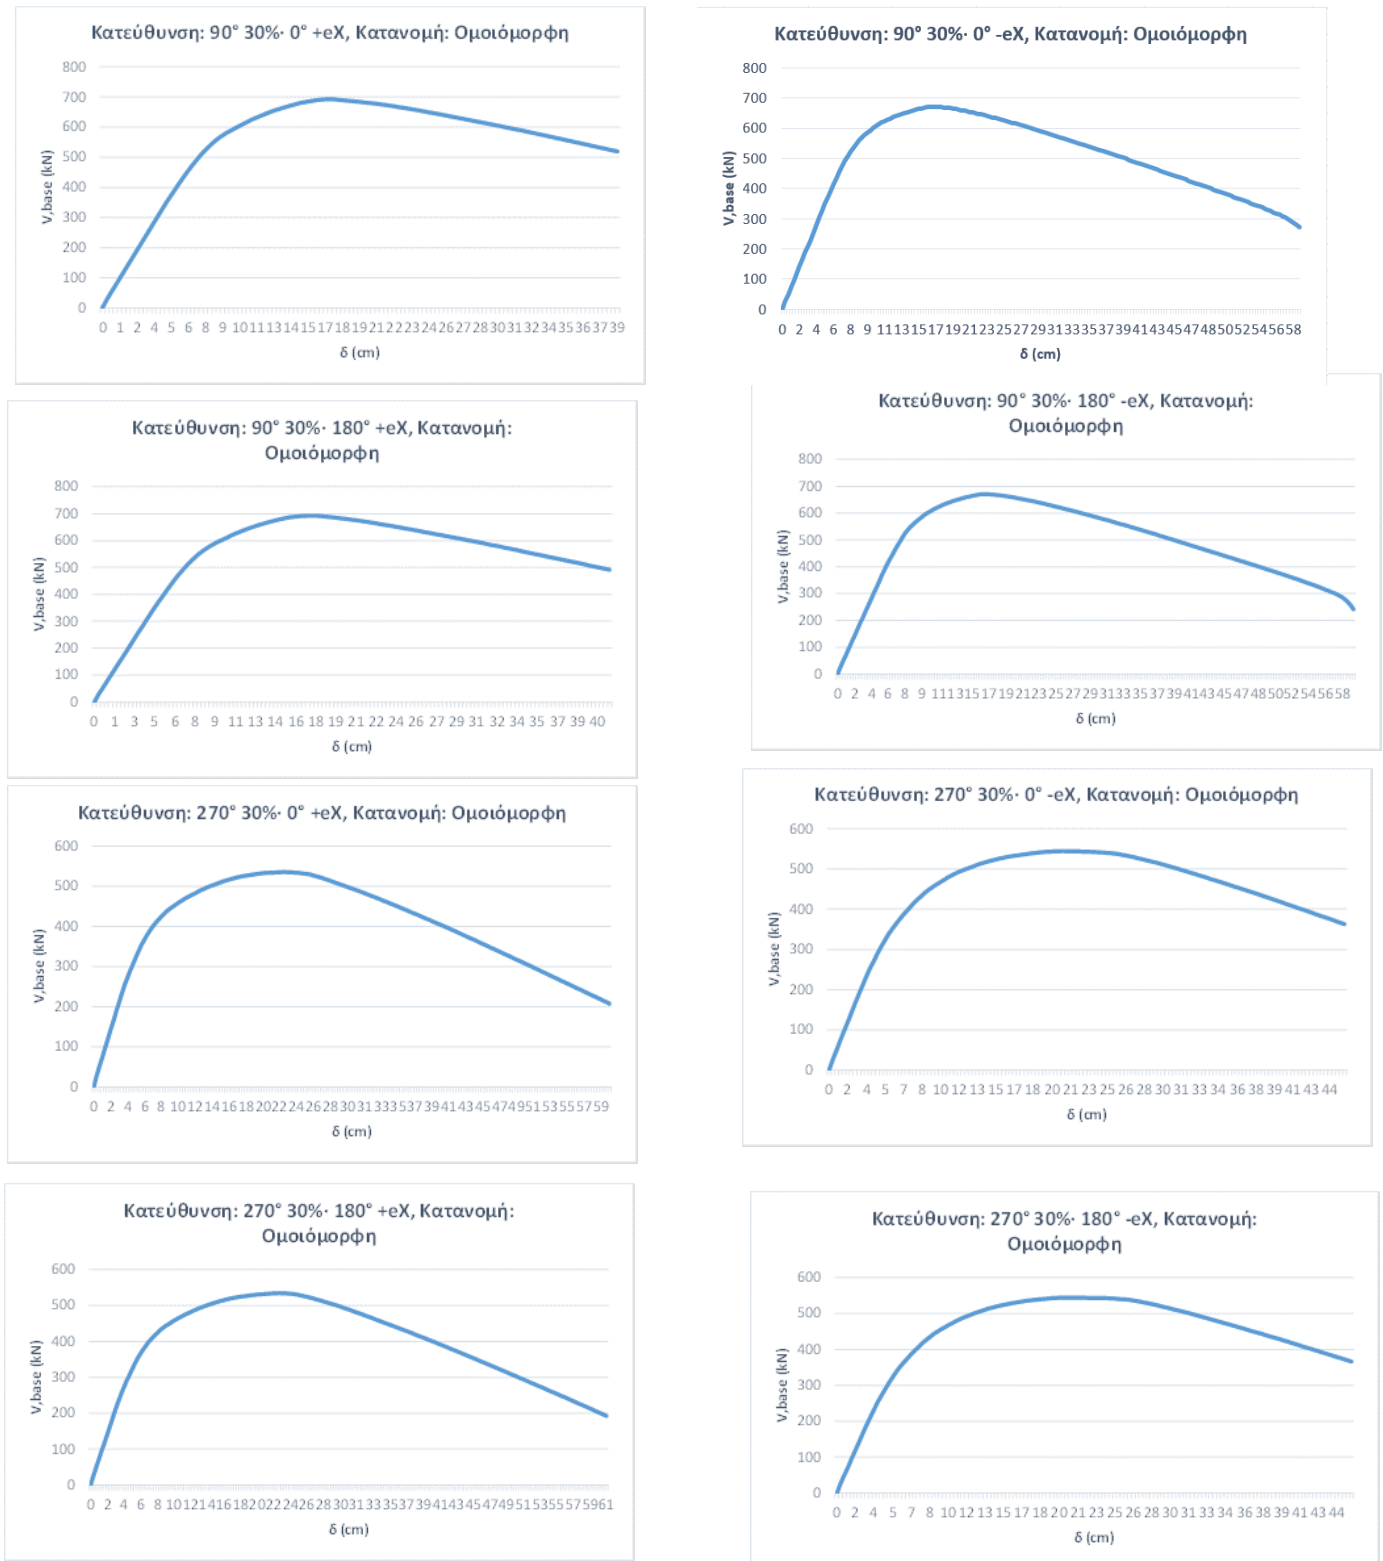 Κατεύθυνση: 90° 30%· 0° +eX, Κατανομή: Ομοιόμορφη
800
700
600
500
400
300
200
100
0
V,base (kN)
0 1 2 4 5 6 8 9 10 11 13 14 15 17 18 19 21 22 23 24 26 27 28 30 31 32 34 35 36 37 39
δ (cm)
Κατεύθυνση: 90° 30%· 0° -eX, Κατανομή: Ομοιόμορφη
800
700
600
500
400
300
200
100
0
V,base (kN)
0 2 4 6 8 9 11 13 15 17 19 21 23 25 27 29 31 33 35 37 39 41 43 45 47 48 50 52 54 56 58
δ (cm)
Κατεύθυνση: 90° 30%· 180° +eX, Κατανομή:
Ομοιόμορφη
800
700
600
500
400
300
200
100
0
V,base (kN)
0 1 3 5 6 8 9 11 13 14 16 18 19 21 22 24 26 27 29 31 32 34 35 37 39 40
δ (cm)
Κατεύθυνση: 90° 30%· 180° -eX, Κατανομή:
Ομοιόμορφη
800
700
600
500
400
300
200
100
0
V,base (kN)
0 2 4 6 8 9 11 13 15 17 19 21 23 25 27 29 31 33 35 37 39 41 43 45 47 48 50 52 54 56 58
δ (cm)
Κατεύθυνση: 270° 30%· 0° +eX, Κατανομή: Ομοιόμορφη
600
500
400
300
200
100
0
V,base (kN)
0 2 4 6 8 10 12 14 16 18 20 22 24 26 28 30 31 33 35 37 39 41 43 45 47 49 51 53 55 57 59
δ (cm)
Κατεύθυνση: 270° 30%· 0° -eX, Κατανομή: Ομοιόμορφη
600
500
400
300
200
100
0
V,base (kN)
0 2 4 5 7 8 10 12 13 15 17 18 20 21 23 25 26 28 30 31 33 34 36 38 39 41 43 44
δ (cm)
Κατεύθυνση: 270° 30%· 180° +eX, Κατανομή:
Ομοιόμορφη
600
500
400
300
200
100
0
V,base (kN)
0 2 4 6 8 10 12 14 16 18 20 22 24 26 28 30 31 33 35 37 39 41 43 45 47 49 51 53 55 57 59 61
δ (cm)
Κατεύθυνση: 270° 30%· 180° -eX, Κατανομή:
Ομοιόμορφη
600
500
400
300
200
100
0
V,base (kN)
0 2 4 5 7 8 10 12 13 15 17 18 20 21 23 25 26 28 30 31 33 35 36 38 39 41 43 44
δ (cm)